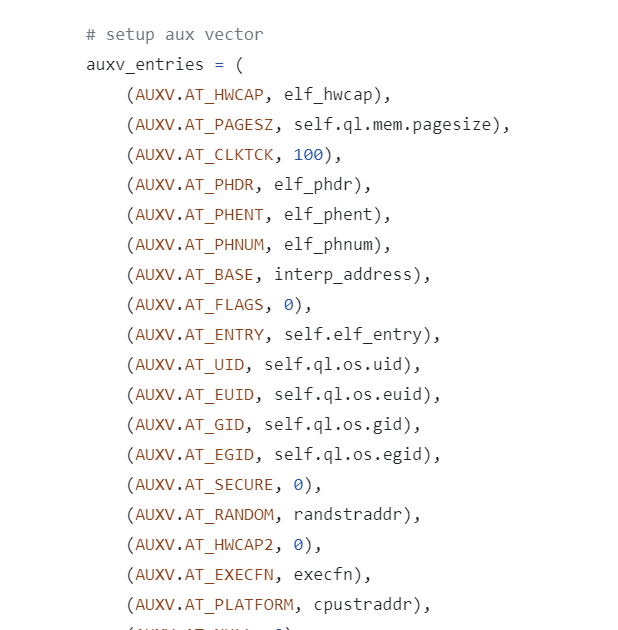 # setup aux vector
auxv_entries = (
(AUXV.AT_HWCAP, elf_hwcap),
(AUXV.AT_PAGESZ, self.ql.mem.pagesize),
(AUXV.AT_CLKTCK, 100),
(AUXV.AT_PHDR, elf_phdr),
(AUXV.AT_PHENT, elf_phent),
(AUXV.AT_PHNUM, elf_phnum),
(AUXV.AT_BASE, interp_address),
(AUXV.AT_FLAGS, 0),
(AUXV.AT_ENTRY, self.elf_entry),
(AUXV.AT_UID, self.ql.os.uid),
(AUXV.AT_EUID, self.ql.os.euid),
(AUXV.AT_GID, self.ql.os.gid),
(AUXV.AT_EGID, self.ql.os.egid),
(AUXV.AT_SECURE, 0),
(AUXV.AT_RANDOM, randstraddr),
(AUXV.AT_HWCAP2, 0),
(AUXV.AT_EXECFN, execfn),
(AUXV.AT_PLATFORM, cpustraddr),